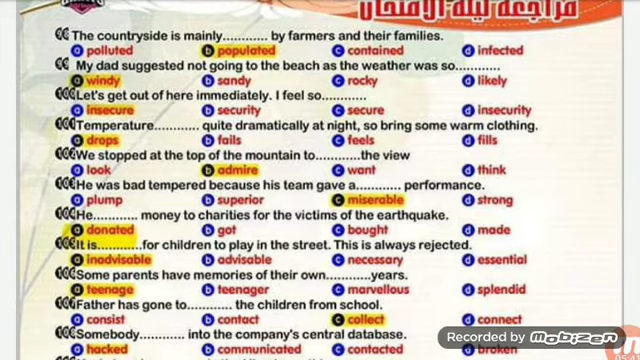 مراجعة ليلة الامتحان
The countryside is mainly............ by farmers and their families.
a polluted b populated c contained d infected
My dad suggested not going to the beach as the weather was so............
a windy b sandy c rocky d likely
Let's get out of here immediately. I feel so............
a insecure b security c secure d insecurity
Temperature............ quite dramatically at night, so bring some warm clothing.
a drops b fails c feels d fills
We stopped at the top of the mountain to............the view
a look b admire c want d think
He was bad tempered because his team gave a............ performance.
a plump b superior c miserable d strong
He............ money to charities for the victims of the earthquake.
a donated b got c bought d made
It is............for children to play in the street. This is always rejected.
a inodvisable b advisable c necessary d essential
Some parents have memories of their own............years.
a teenage b teenager c marvellous d splendid
Father has gone to............ the children from school.
a consist b contact c collect d connect
Somebody............ into the company's central database.
a hacked b communicated c contacted d broken
Recorded by Mobizen